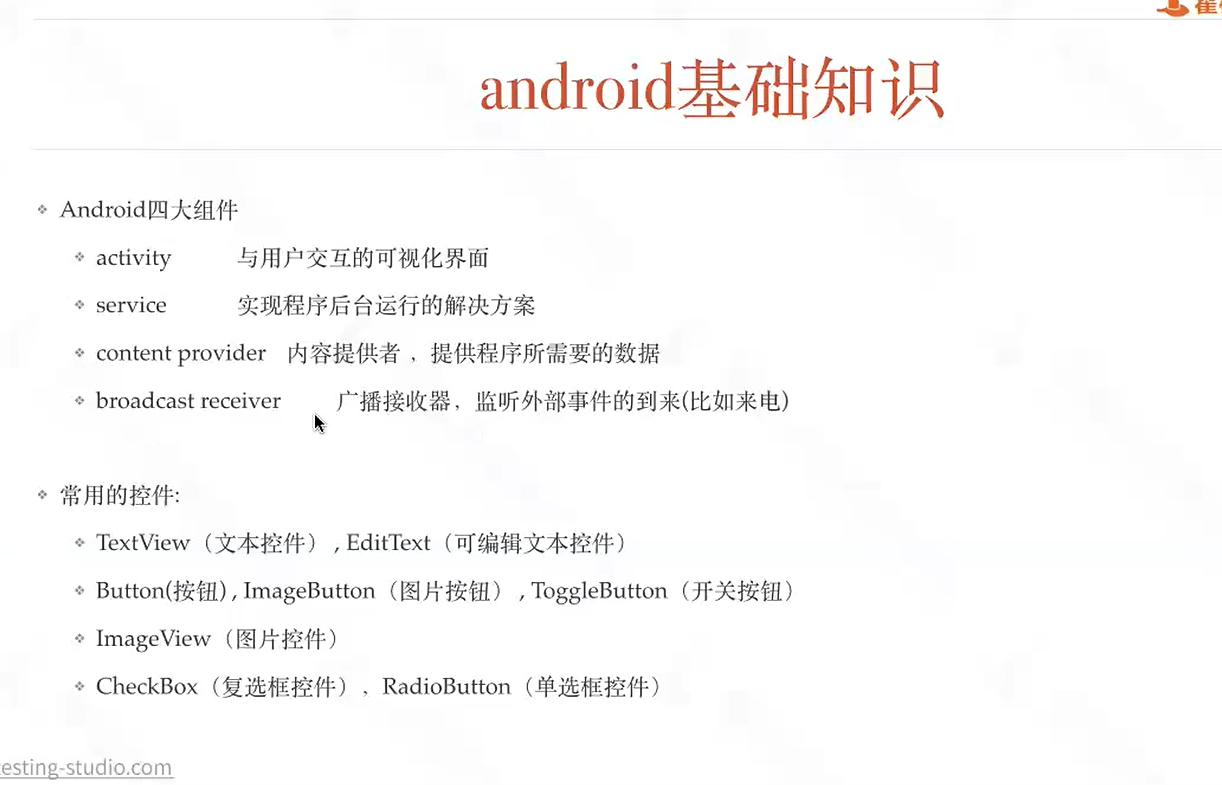 android基础知识
Android四大组件
activity 与用户交互的可视化界面
service 实现程序后台运行的解决方案
content provider 内容提供者 ，提供程序所需要的数据
broadcast receiver 广播接收器，监听外部事件的到来(比如来电)
常用的控件:
TextView（文本控件）, EditText（可编辑文本控件）
Button(按钮) , ImageButton（图片按钮）, ToggleButton（开关按钮）
ImageView（图片控件）
CheckBox（复选框控件）, RadioButton（单选框控件）
esting-studio.com